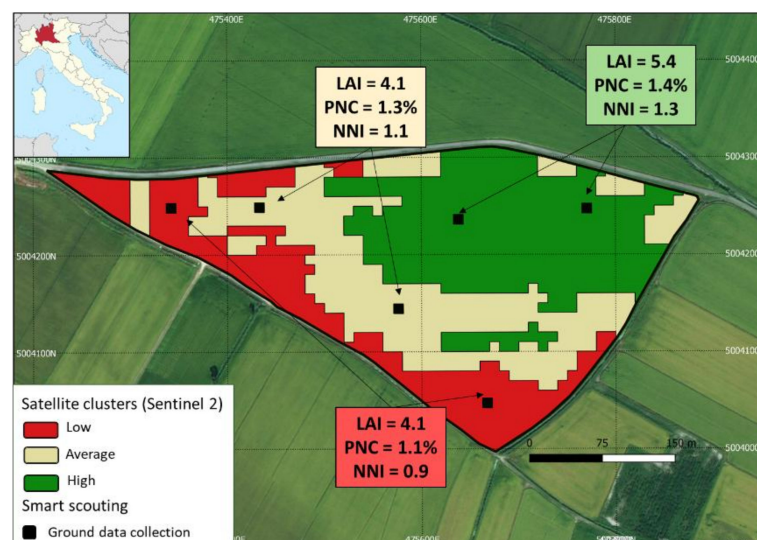 475400E
475600E
475800E
5004400
LAI = 4.1
PNC = 1.3%
NNI = 1.1
LAI = 5.4
PNC = 1.4%
NNI = 1.3
5004300N
5004300
5004200N
5004200
5004100N
5004100
LAI = 4.1
PNC = 1.1%
NNI = 0.9
0 75 150 m
5004000
Satellite clusters (Sentinel 2)
Low
Average
High
Smart scouting
Ground data collection
475600E